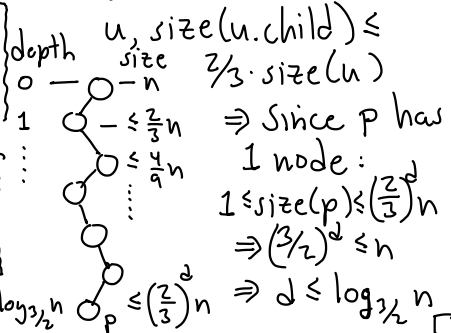 u, size(u.child) ≤
2/3 · size(u)
⇒ Since p has
1 node:
1 ≤ size(p) ≤ (2/3)^d n
⇒ (3/2)^d ≤ n
⇒ d ≤ log_{3/2} n
depth size
0 — n
1 — ≤ 2/3 n
≤ 4/9 n
log_{3/2} n p ≤ (2/3)^d n